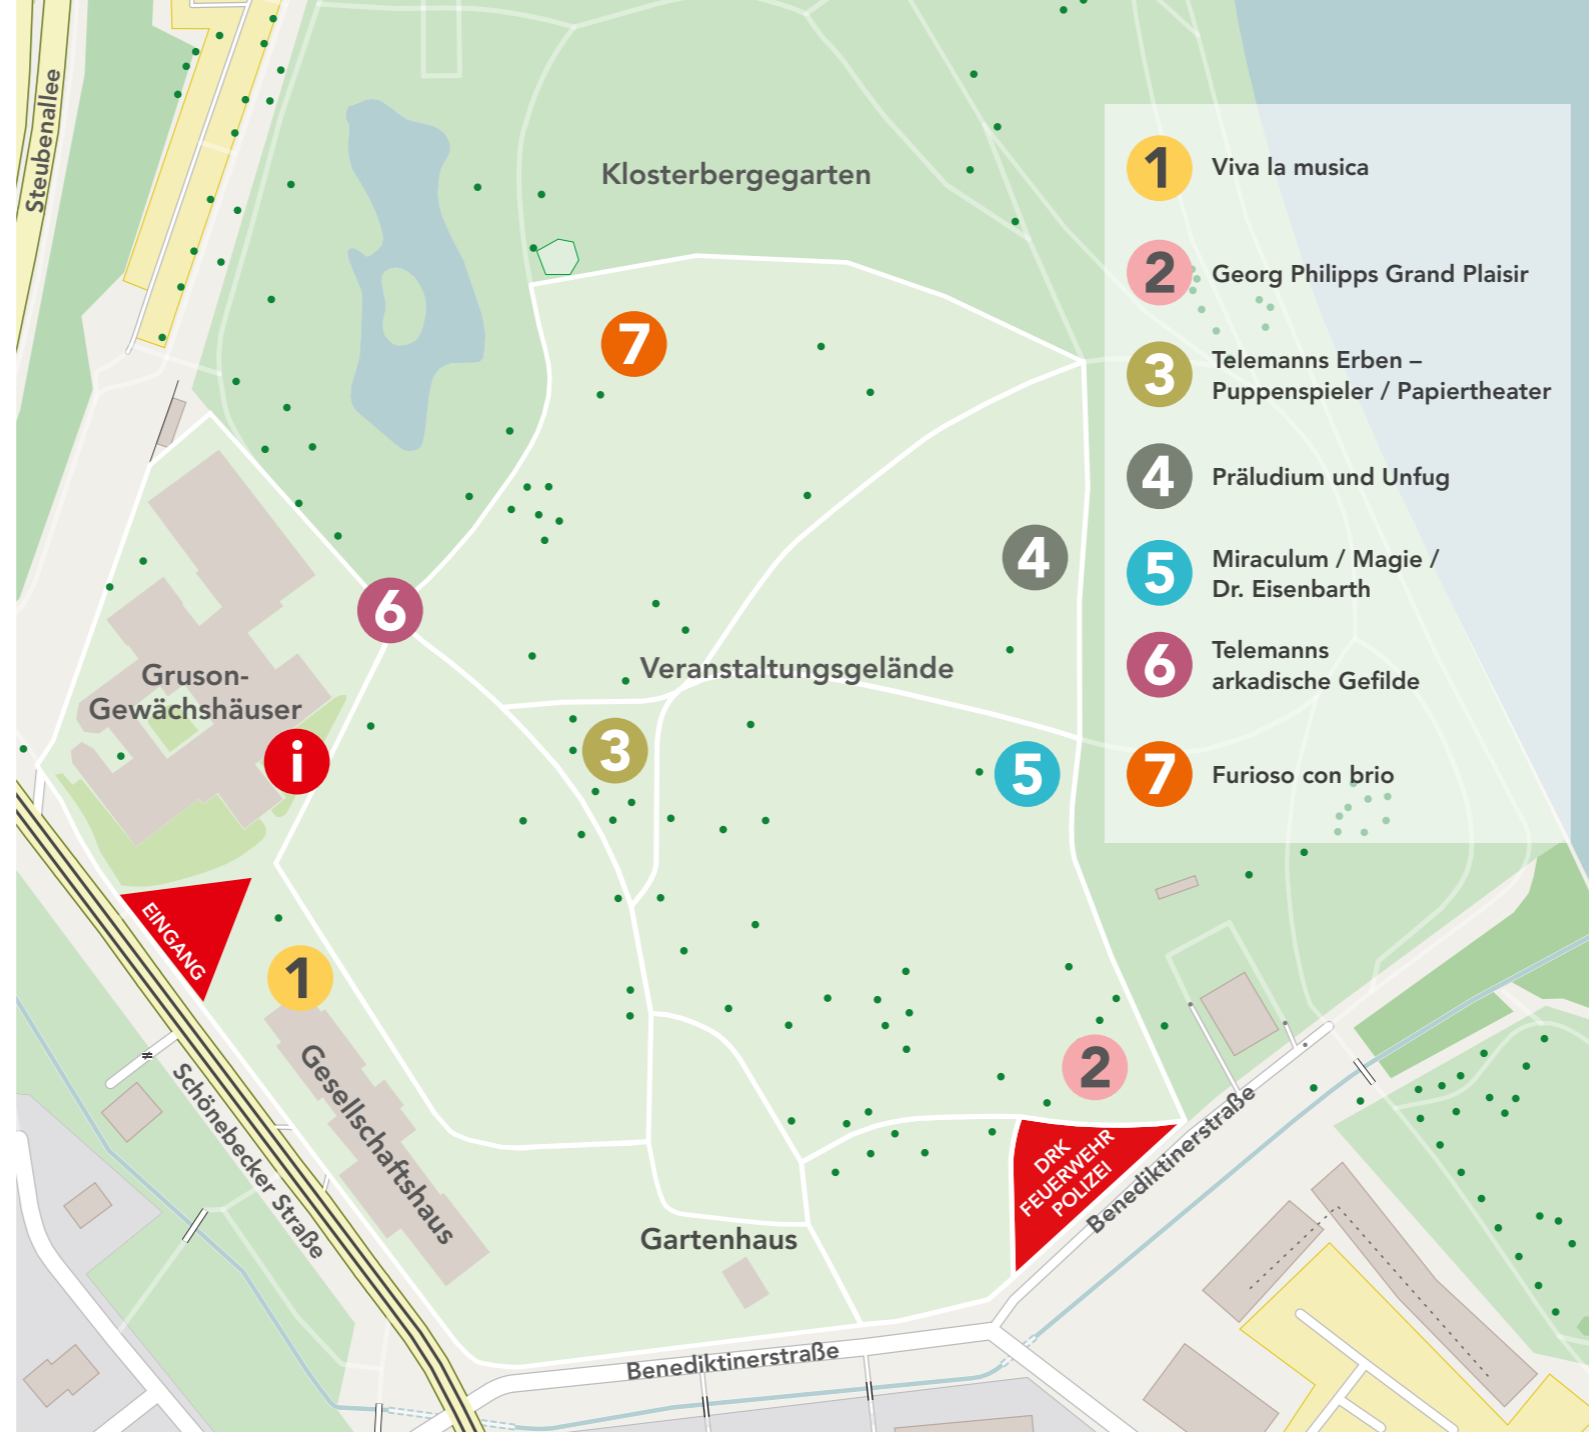 Steubenallee
Klosterbergegarten
1 Viva la musica
2 Georg Philipps Grand Plaisir
3 Telemanns Erben –
Puppenspieler / Papiertheater
4 Präludium und Unfug
5 Miraculum / Magie /
Dr. Eisenbarth
6 Telemanns
arkadische Gefilde
7 Furioso con brio
7
4
6
Veranstaltungsgelände
Gruson-
Gewächshäuser
i
3
5
EINGANG
1
2
Gesellschaftshaus
Schönebecker Straße
DRK
FEUERWEHR
POLIZEI
Benediktinerstraße
Gartenhaus
Benediktinerstraße